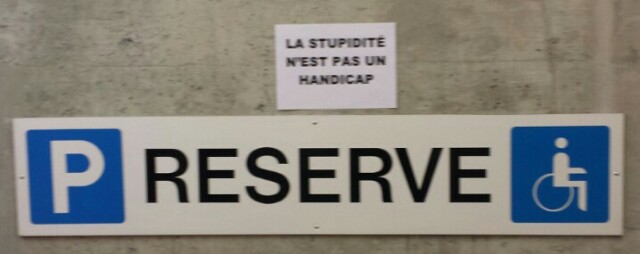 LA STUPIDITÉ
N'EST PAS UN
HANDICAP
P RESERVE